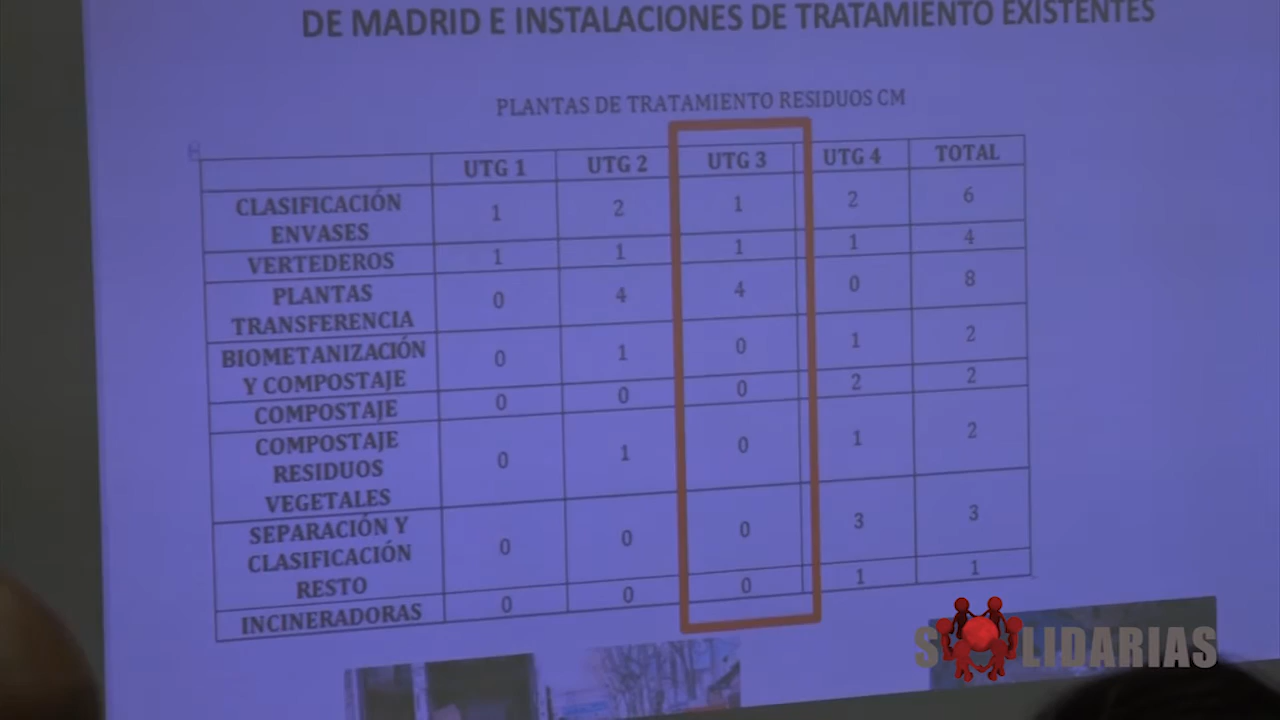 DE MADRID E INSTALACIONES DE TRATAMIENTO EXISTENTES
PLANTAS DE TRATAMIENTO RESIDUOS CM
UTG 1 UTG 2 UTG 3 UTG 4 TOTAL
CLASIFICACIÓN
ENVASES 1 2 1 2 6
VERTEDEROS 1 1 1 1 4
PLANTAS
TRANSFERENCIA 0 4 4 0 8
BIOMETANIZACIÓN
Y COMPOSTAJE 0 1 0 1 2
COMPOSTAJE 0 0 0 2 2
COMPOSTAJE
RESIDUOS
VEGETALES 0 1 0 1 2
SEPARACIÓN Y
CLASIFICACIÓN
RESTO 0 0 0 3 3
INCINERADORAS 0 0 0 1 1
SOLIDARIAS